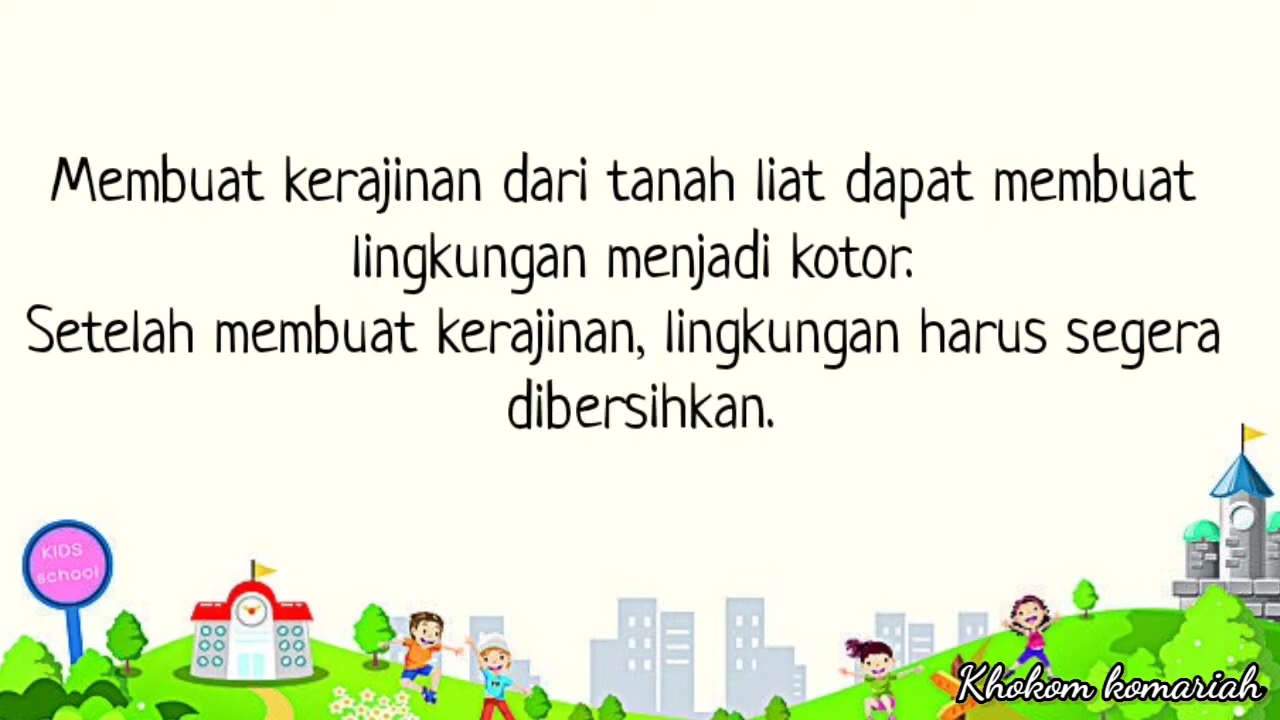 Membuat kerajinan dari tanah liat dapat membuat
lingkungan menjadi kotor.
Setelah membuat kerajinan, lingkungan harus segera
dibersihkan.
KIDS
school
Khokom komariah